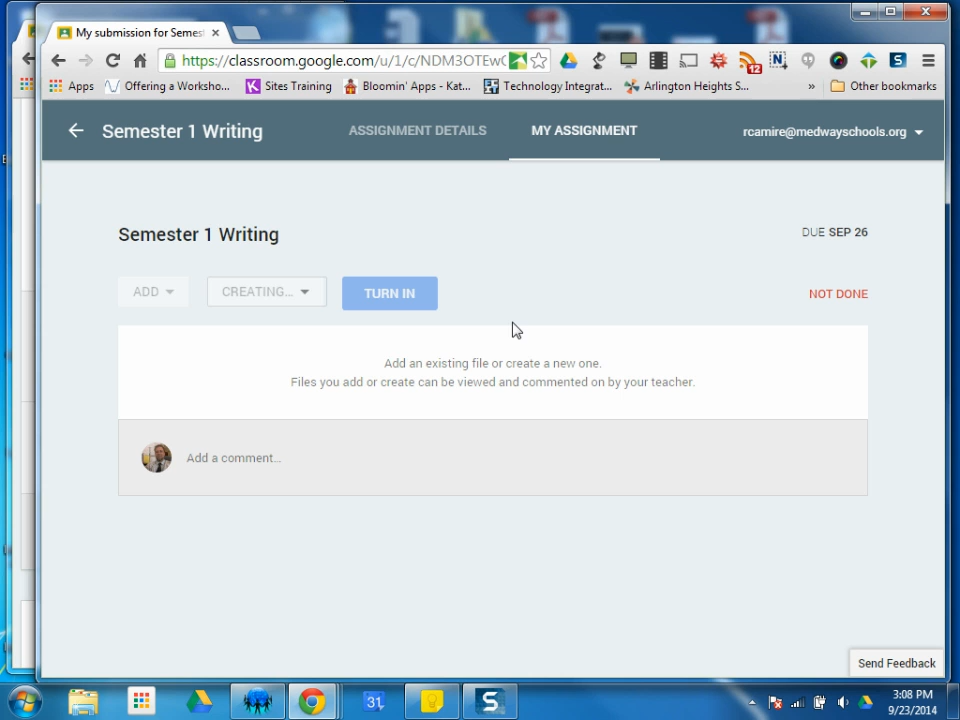 My submission for Semes
https://classroom.google.com/u/1/c/NDM3OTEwC
12
N
S
Apps
Offering a Worksho...
K
Sites Training
Bloomin' Apps - Kat...
Technology Integrat...
Arlington Heights S...
»
Other bookmarks
Semester 1 Writing
ASSIGNMENT DETAILS
MY ASSIGNMENT
rcamire@medwayschools.org
Semester 1 Writing
DUE SEP 26
ADD
CREATING...
TURN IN
NOT DONE
Add an existing file or create a new one.
Files you add or create can be viewed and commented on by your teacher.
Add a comment...
Send Feedback
31
S
3:08 PM
9/23/2014